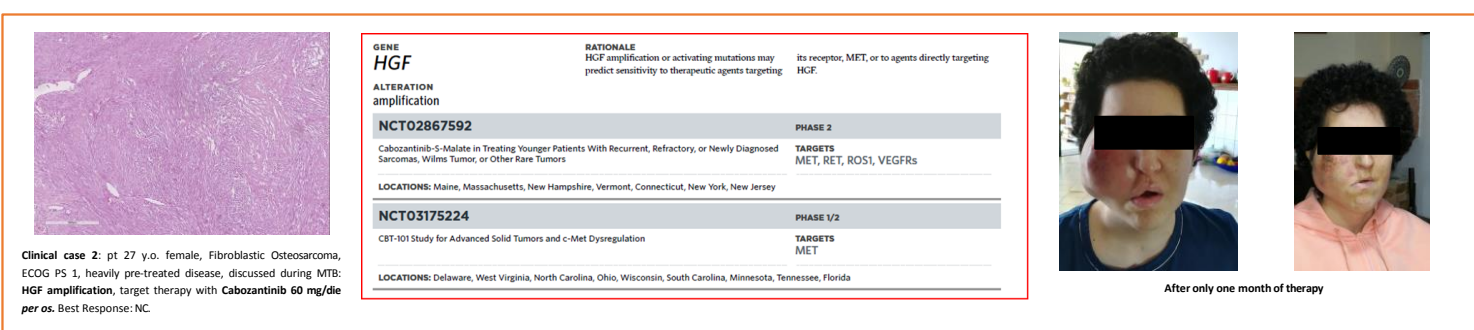 Clinical case 2: pt 27 y.o. female, Fibroblastic Osteosarcoma,
ECOG PS 1, heavily pre-treated disease, discussed during MTB:
HGF amplification, target therapy with Cabozantinib 60 mg/die
per os. Best Response: NC.
GENE
HGF
ALTERATION
amplification
RATIONALE
HGF amplification or activating mutations may
predict sensitivity to therapeutic agents targeting
its receptor, MET, or to agents directly targeting
HGF.
NCT02867592
PHASE 2
Cabozantinib-S-Malate in Treating Younger Patients With Recurrent, Refractory, or Newly Diagnosed
Sarcomas, Wilms Tumor, or Other Rare Tumors
TARGETS
MET, RET, ROS1, VEGFRs
LOCATIONS: Maine, Massachusetts, New Hampshire, Vermont, Connecticut, New York, New Jersey
NCT03175224
PHASE 1/2
CBT-101 Study for Advanced Solid Tumors and c-Met Dysregulation
TARGETS
MET
LOCATIONS: Delaware, West Virginia, North Carolina, Ohio, Wisconsin, South Carolina, Minnesota, Tennessee, Florida
After only one month of therapy